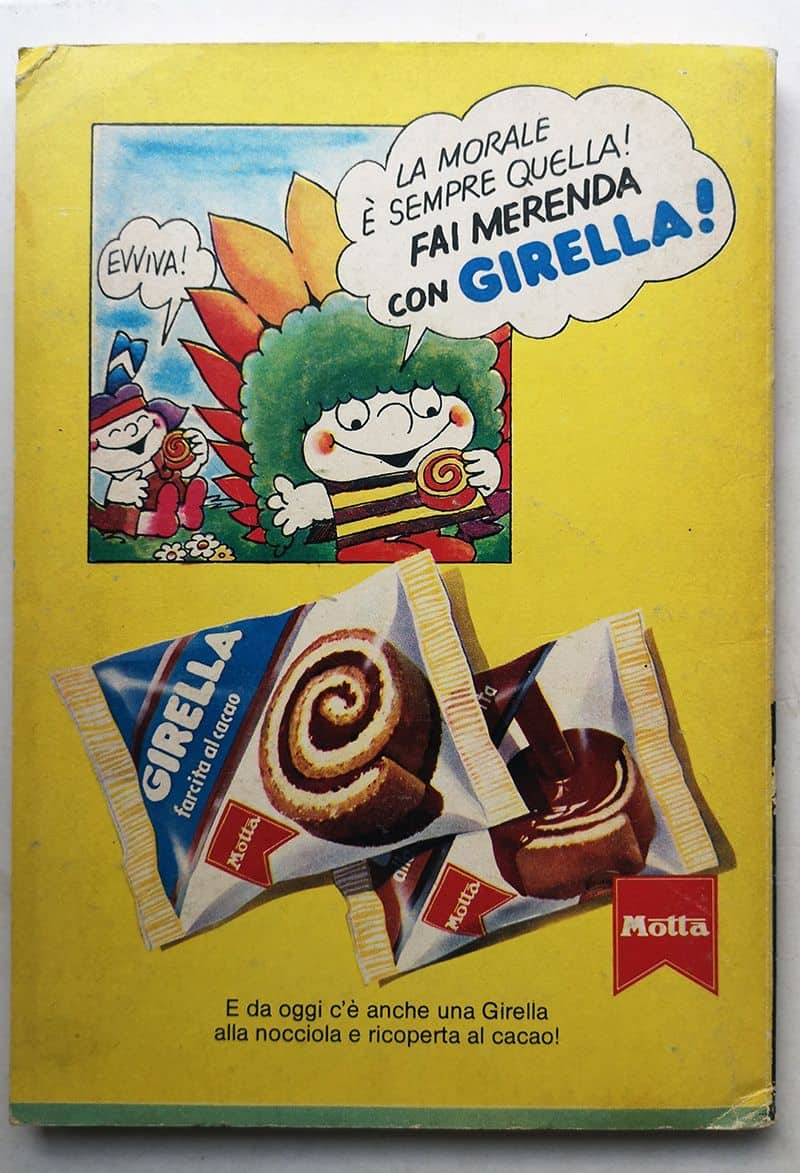 LA MORALE
È SEMPRE QUELLA!
FAI MERENDA
CON GIRELLA!
EVVIVA!
GIRELLA
farcita al cacao
Motta
Motta
Motta
E da oggi c'è anche una Girella
alla nocciola e ricoperta al cacao!